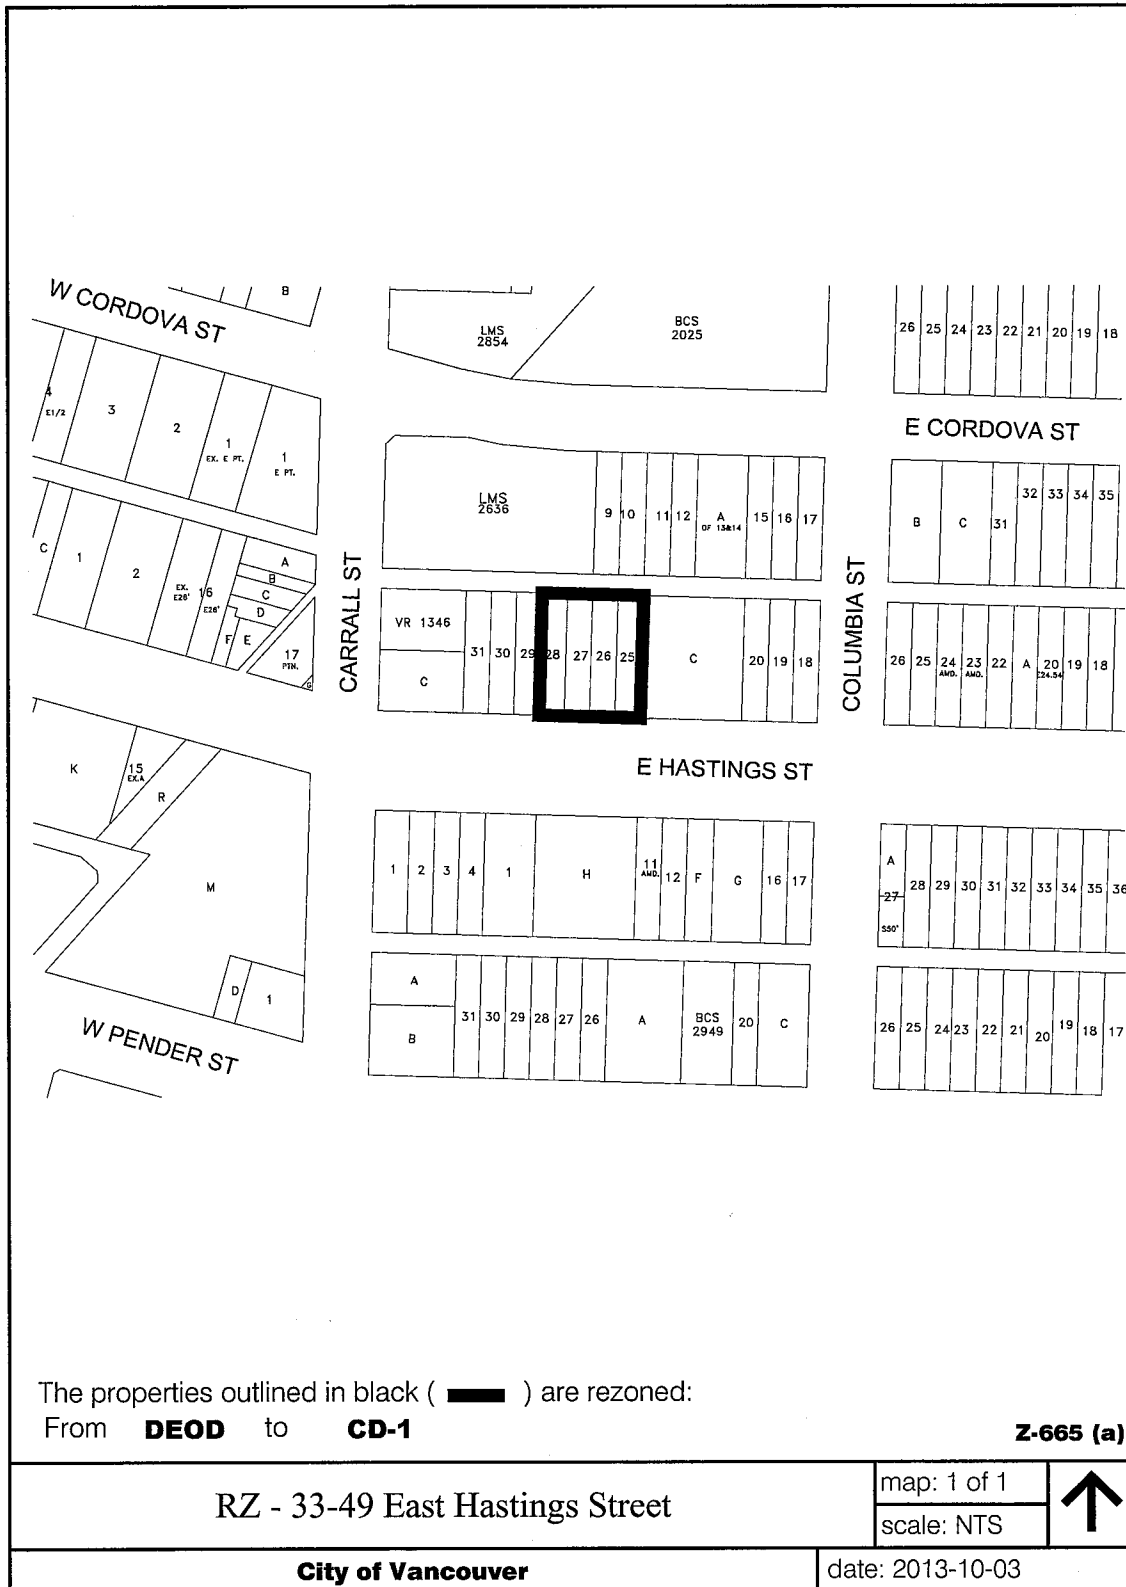 W CORDOVA ST
B
LMS
2854
BCS
2025
26 25 24 23 22 21 20 19 18
4
E1/2
3
2
1
EX. E PT.
1
E PT.
E CORDOVA ST
LMS
2636
9 10 11 12
A
OF 13&14
15 16 17
B C 31 32 33 34 35
C 1 2
EX.
E26'
16
E26'
A
B
C
D
E
F
17
PTN.
G
CARRALL ST
COLUMBIA ST
VR 1346
C
31 30 29 28 27 26 25 C 20 19 18
26 25
24
AMD.
23
AMD.
22 A
20
E24.54
19 18
E HASTINGS ST
K
15
EX.A
R
M
D 1
1 2 3 4 1 H
11
AMD.
12 F G 16 17
A
27
S50'
28 29 30 31 32 33 34 35 36
A
B
31 30 29 28 27 26 A
BCS
2949
20 C
26 25 24 23 22 21 20 19 18 17
W PENDER ST
The properties outlined in black ( ) are rezoned:
From DEOD to CD-1
Z-665 (a)
RZ - 33-49 East Hastings Street
map: 1 of 1
scale: NTS
City of Vancouver
date: 2013-10-03